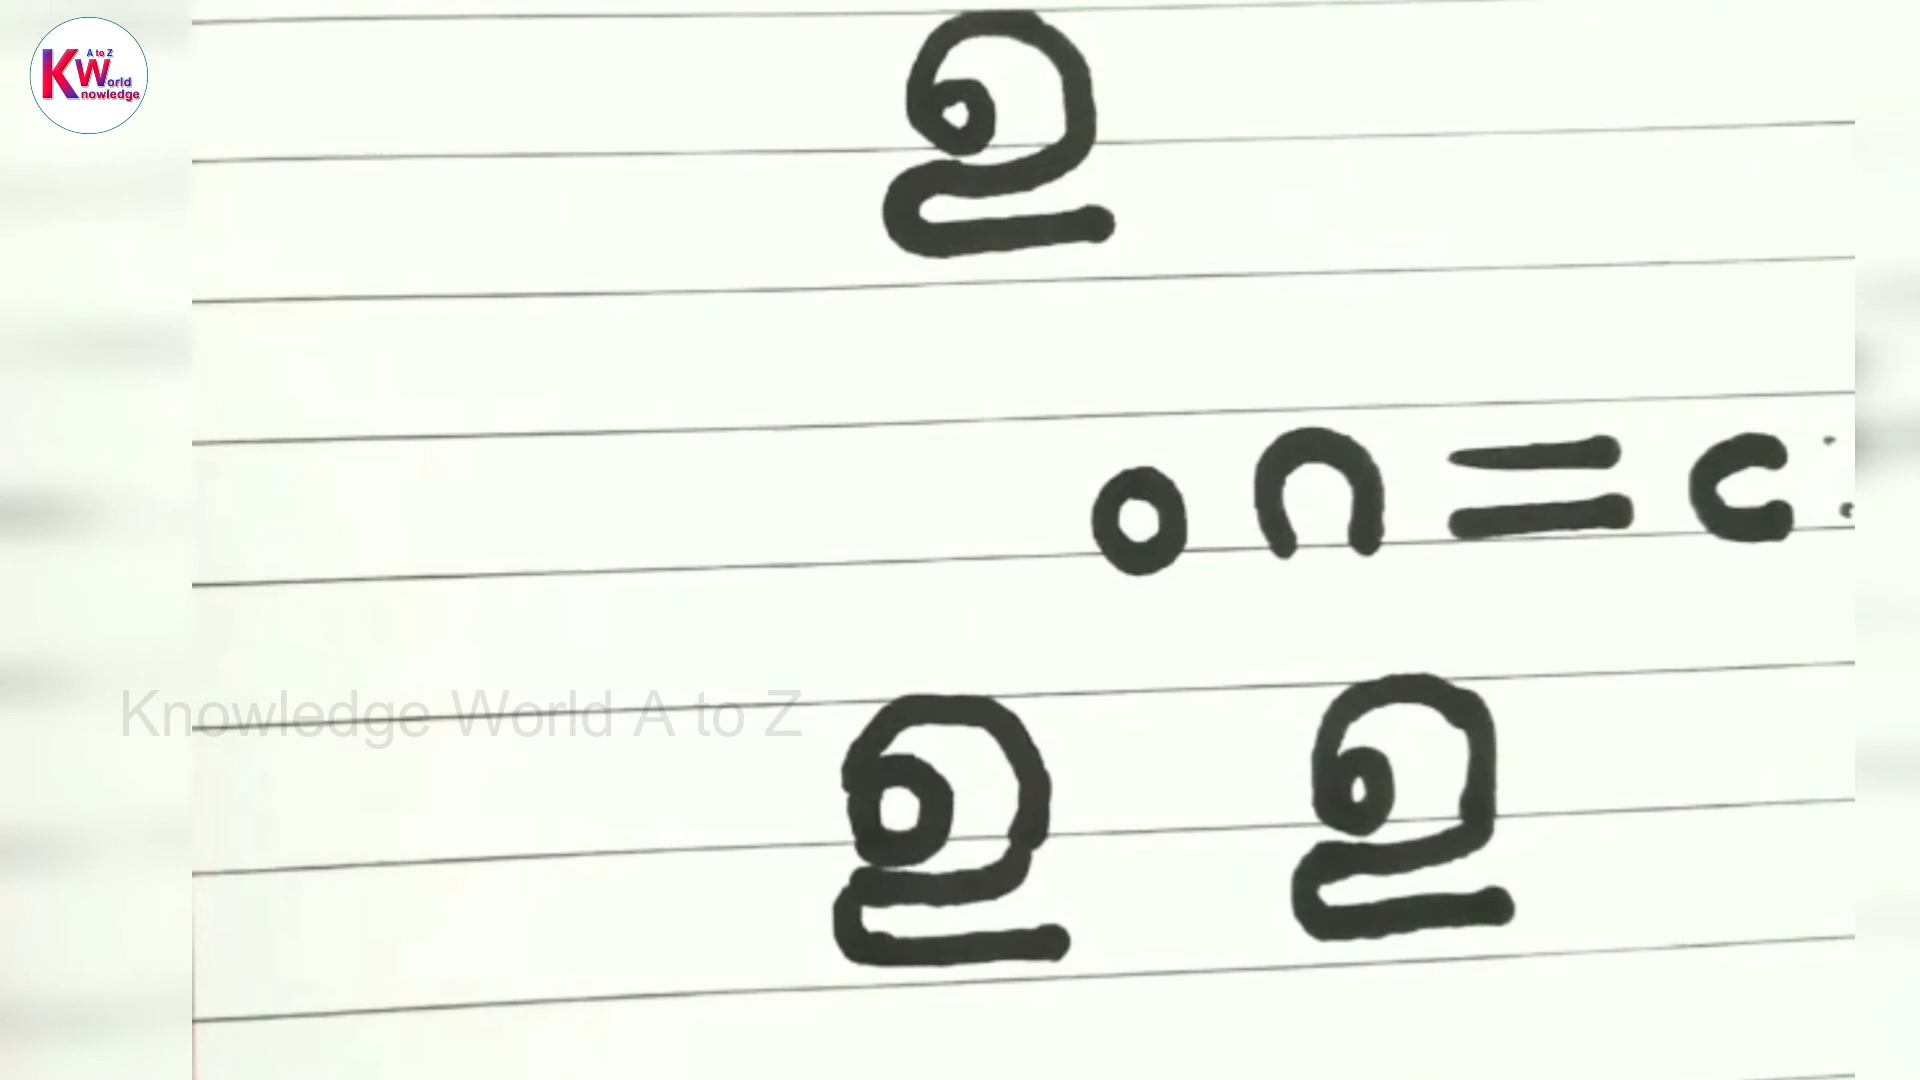 A to Z
KWorld
nowledge
உ
o n = c
Knowledge World A to Z
உ உ